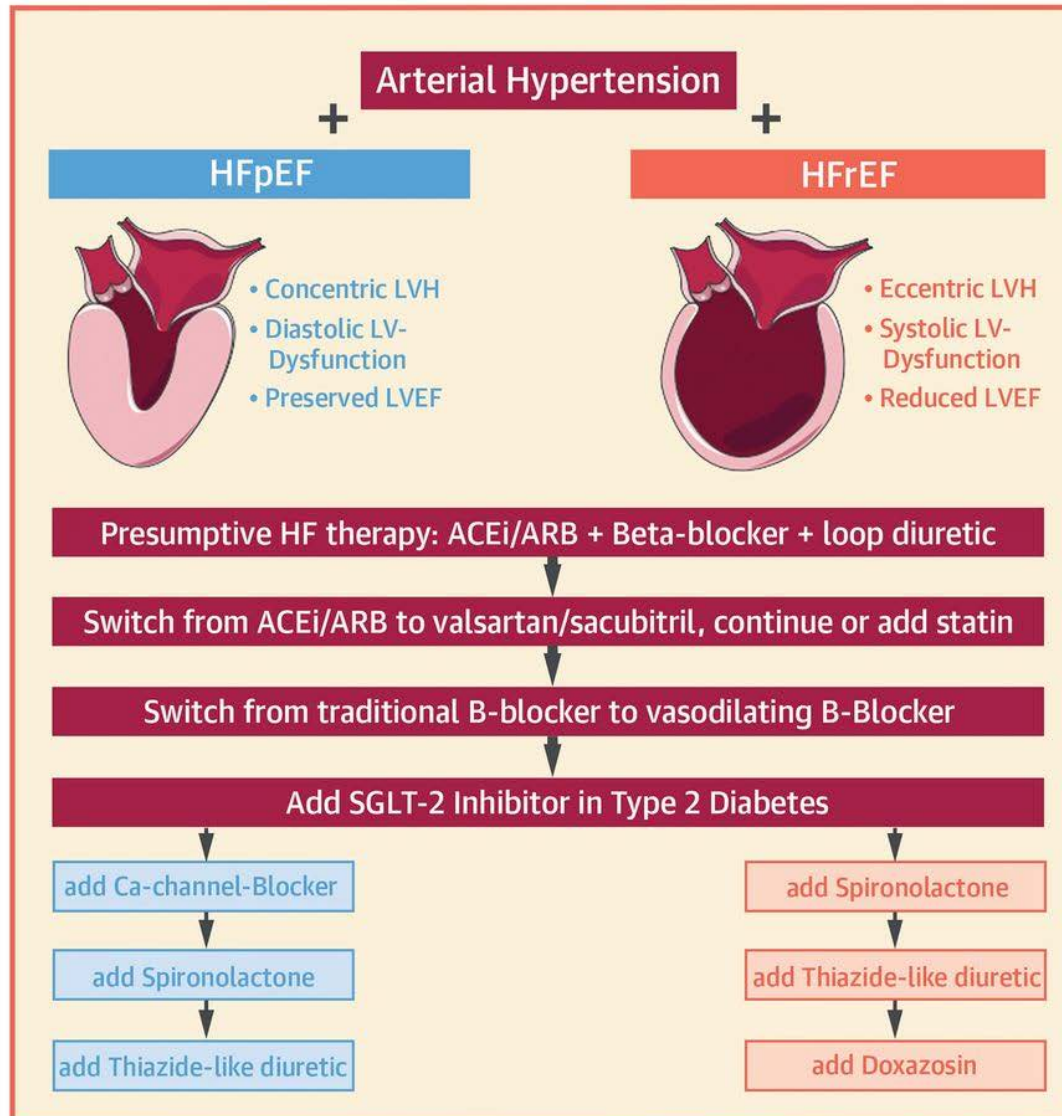 Arterial Hypertension
+ +
HFpEF
• Concentric LVH
• Diastolic LV-
Dysfunction
• Preserved LVEF
HFrEF
• Eccentric LVH
• Systolic LV-
Dysfunction
• Reduced LVEF
Presumptive HF therapy: ACEi/ARB + Beta-blocker + loop diuretic
Switch from ACEi/ARB to valsartan/sacubitril, continue or add statin
Switch from traditional B-blocker to vasodilating B-Blocker
Add SGLT-2 Inhibitor in Type 2 Diabetes
add Ca-channel-Blocker
add Spironolactone
add Thiazide-like diuretic
add Spironolactone
add Thiazide-like diuretic
add Doxazosin